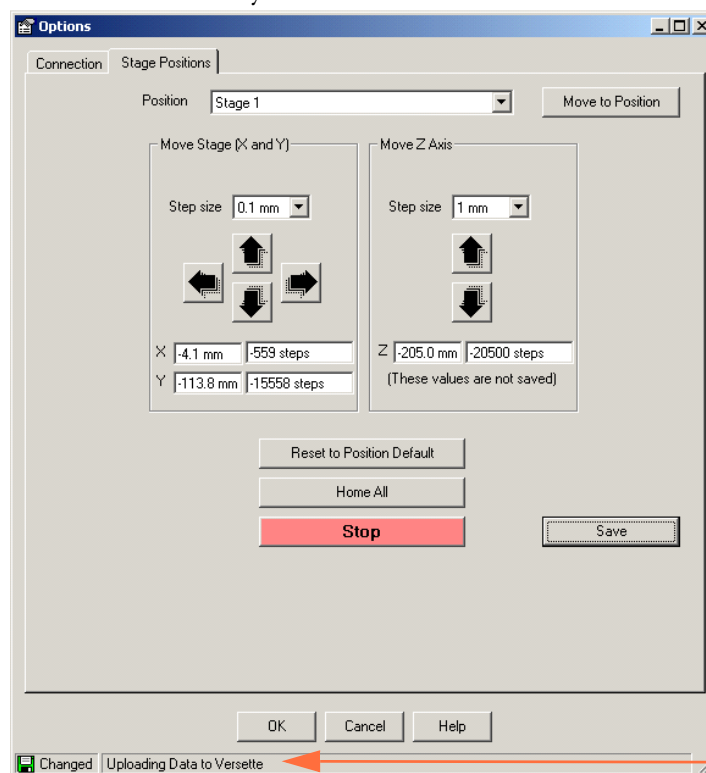 Options
Connection Stage Positions
Position Stage 1 Move to Position
Move Stage (X and Y) Move Z Axis
Step size 0.1 mm Step size 1 mm
X -4.1 mm -559 steps Z -205.0 mm -20500 steps
Y -113.8 mm -15558 steps (These values are not saved)
Reset to Position Default
Home All
Stop Save
OK Cancel Help
Changed Uploading Data to Versette